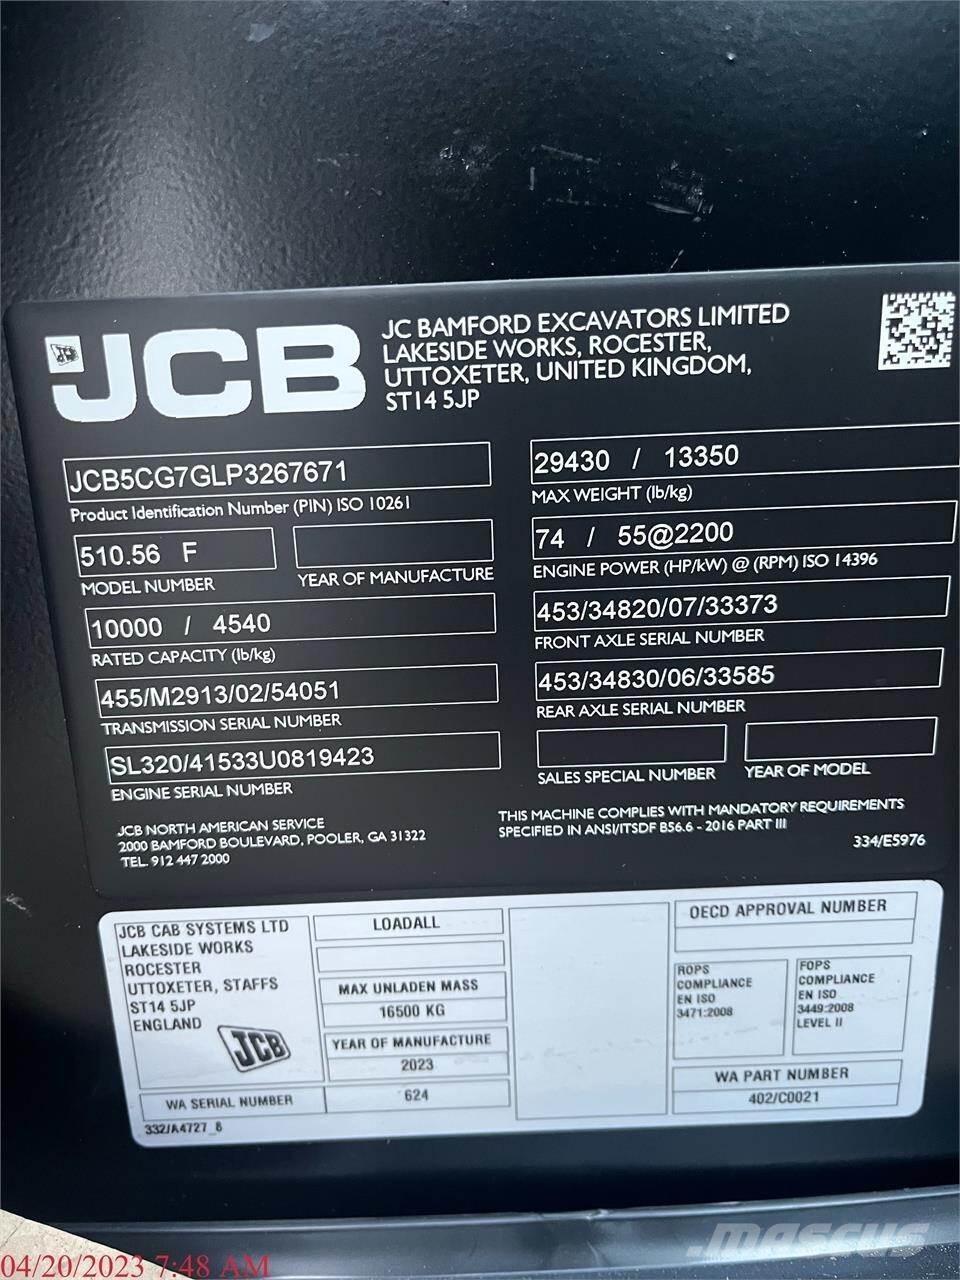 JCB
JC BAMFORD EXCAVATORS LIMITED
LAKESIDE WORKS, ROCESTER,
UTTOXETER, UNITED KINGDOM,
ST14 5JP
JCB5CG7GLP3267671
Product Identification Number (PIN) ISO 10261
510.56 F
MODEL NUMBER
YEAR OF MANUFACTURE
10000 / 4540
RATED CAPACITY (lb/kg)
455/M2913/02/54051
TRANSMISSION SERIAL NUMBER
SL320/41533U0819423
ENGINE SERIAL NUMBER
29430 / 13350
MAX WEIGHT (lb/kg)
74 / 55@2200
ENGINE POWER (HP/kW) @ (RPM) ISO 14396
453/34820/07/33373
FRONT AXLE SERIAL NUMBER
453/34830/06/33585
REAR AXLE SERIAL NUMBER
SALES SPECIAL NUMBER
YEAR OF MODEL
JCB NORTH AMERICAN SERVICE
2000 BAMFORD BOULEVARD, POOLER, GA 31322
TEL. 912 447 2000
THIS MACHINE COMPLIES WITH MANDATORY REQUIREMENTS
SPECIFIED IN ANSI/ITSDF B56.6 - 2016 PART III
334/E5976
JCB CAB SYSTEMS LTD
LAKESIDE WORKS
ROCESTER
UTTOXETER, STAFFS
ST14 5JP
ENGLAND
JCB
WA SERIAL NUMBER
332/A4727_8
LOADALL
MAX UNLADEN MASS
16500 KG
YEAR OF MANUFACTURE
2023
624
OECD APPROVAL NUMBER
ROPS
COMPLIANCE
EN ISO
3471:2008
FOPS
COMPLIANCE
EN ISO
3449:2008
LEVEL II
WA PART NUMBER
402/C0021
mascus
04/20/2023 7:48 AM